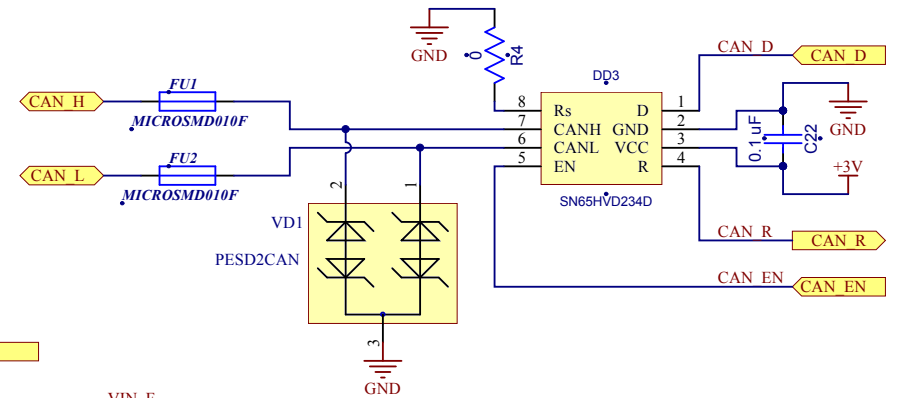 GND
0
R4
DD3
CAN_D
CAN_D
CAN_H
FU1
MICROSMD010F
8
Rs
D
1
7
CANH
GND
2
6
CANL
VCC
3
5
EN
R
4
SN65HVD234D
0.1 uF
C22
GND
+3V
CAN_L
FU2
MICROSMD010F
2
1
VD1
PESD2CAN
CAN_R
CAN_R
CAN_EN
CAN_EN
3
GND